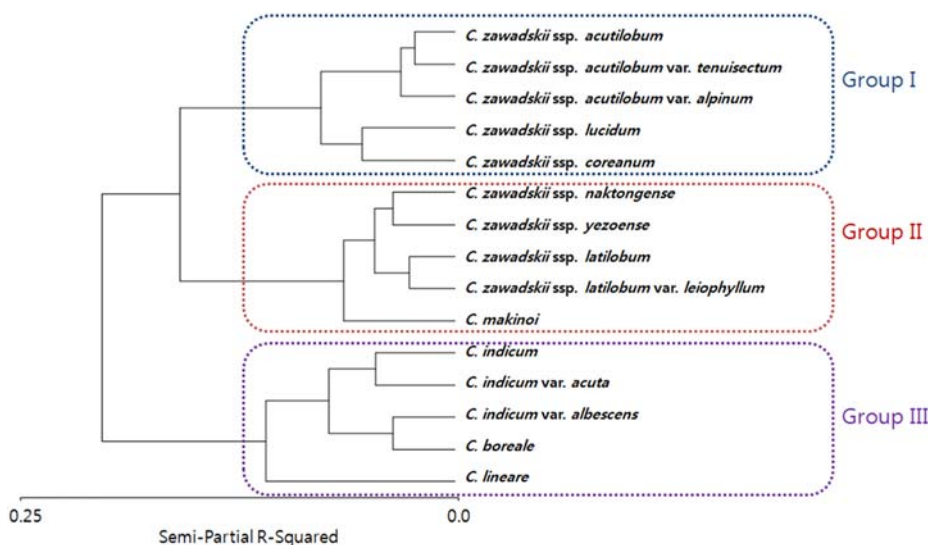 C. zawadskii ssp. acutilobum
C. zawadskii ssp. acutilobum var. tenuisectum
Group I
C. zawadskii ssp. acutilobum var. alpinum
C. zawadskii ssp. lucidum
C. zawadskii ssp. coreanum
C. zawadskii ssp. naktongense
C. zawadskii ssp. yezoense
Group II
C. zawadskii ssp. latilobum
C. zawadskii ssp. latilobum var. leiophyllum
C. makinoi
C. indicum
C. indicum var. acuta
C. indicum var. albescens
Group III
C. boreale
C. lineare
0.25 0.0
Semi-Partial R-Squared